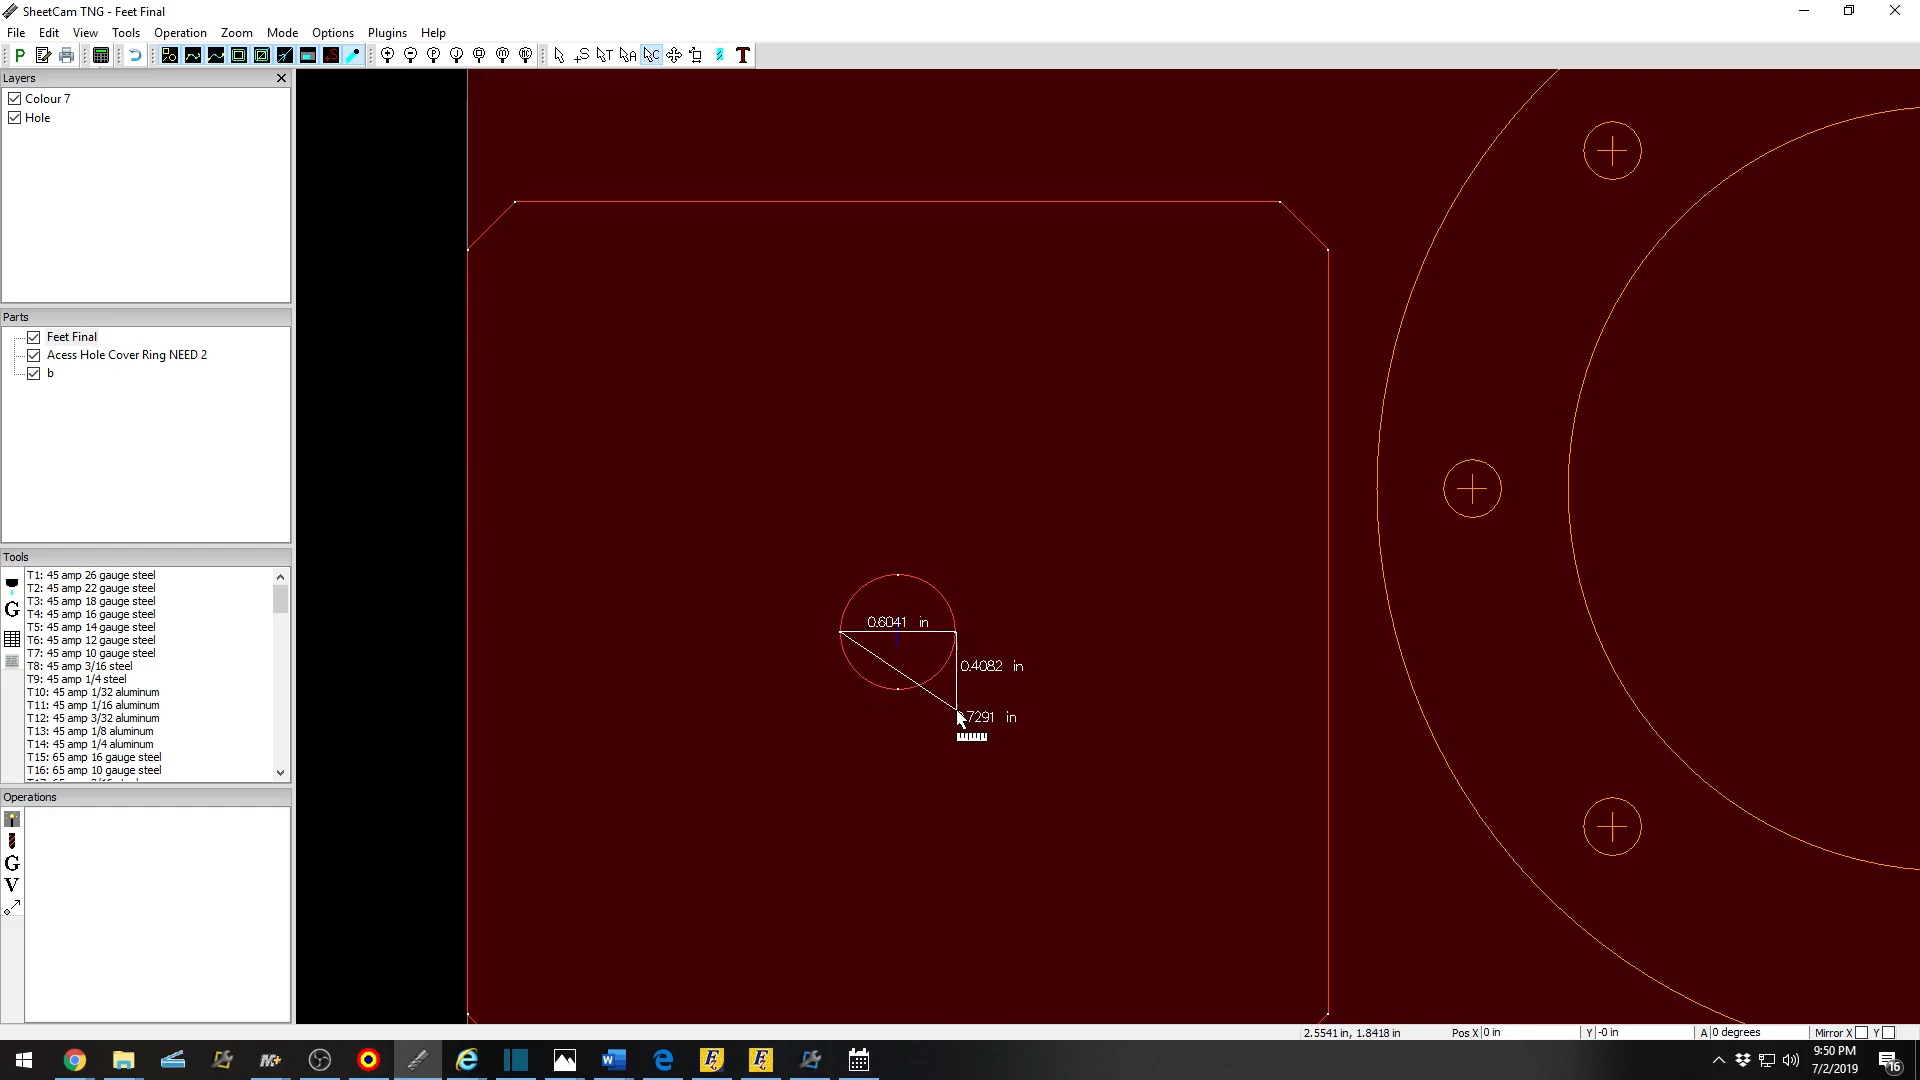 SheetCam TNG - Feet Final
File Edit View Tools Operation Zoom Mode Options Plugins Help
Layers
Colour 7
Hole
Parts
Feet Final
Acess Hole Cover Ring NEED 2
b
Tools
T1: 45 amp 26 gauge steel
T2: 45 amp 22 gauge steel
T3: 45 amp 18 gauge steel
T4: 45 amp 16 gauge steel
T5: 45 amp 14 gauge steel
T6: 45 amp 12 gauge steel
T7: 45 amp 10 gauge steel
T8: 45 amp 3/16 steel
T9: 45 amp 1/4 steel
T10: 45 amp 1/32 aluminum
T11: 45 amp 1/16 aluminum
T12: 45 amp 3/32 aluminum
T13: 45 amp 1/8 aluminum
T14: 45 amp 1/4 aluminum
T15: 65 amp 16 gauge steel
T16: 65 amp 10 gauge steel
Operations
G
V
0.6041 in
0.4082 in
.7291 in
2.5541 in, 1.8418 in Pos X 0 in Y -0 in A 0 degrees Mirror X Y
9:50 PM
7/2/2019
16